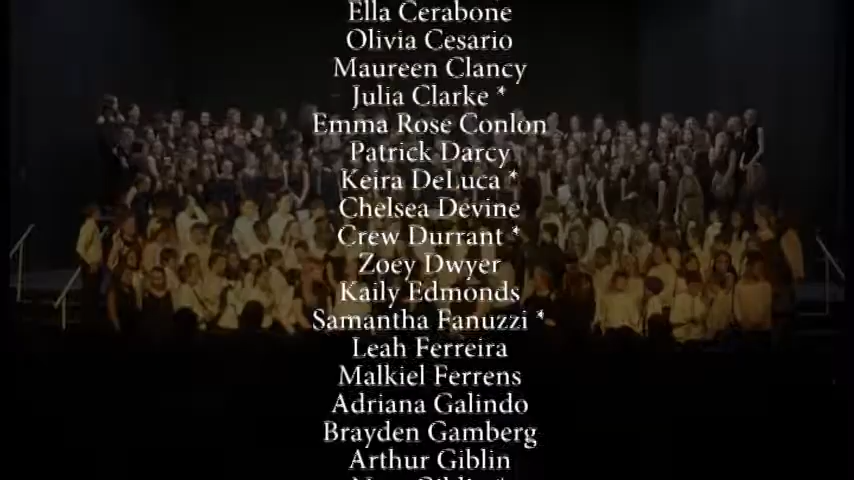 Ella Cerabone
Olivia Cesario
Maureen Clancy
Julia Clarke *
Emma Rose Conlon
Patrick Darcy
Keira DeLuca *
Chelsea Devine
Crew Durrant *
Zoey Dwyer
Kaily Edmonds
Samantha Fanuzzi *
Leah Ferreira
Malkiel Ferrens
Adriana Galindo
Brayden Gamberg
Arthur Giblin